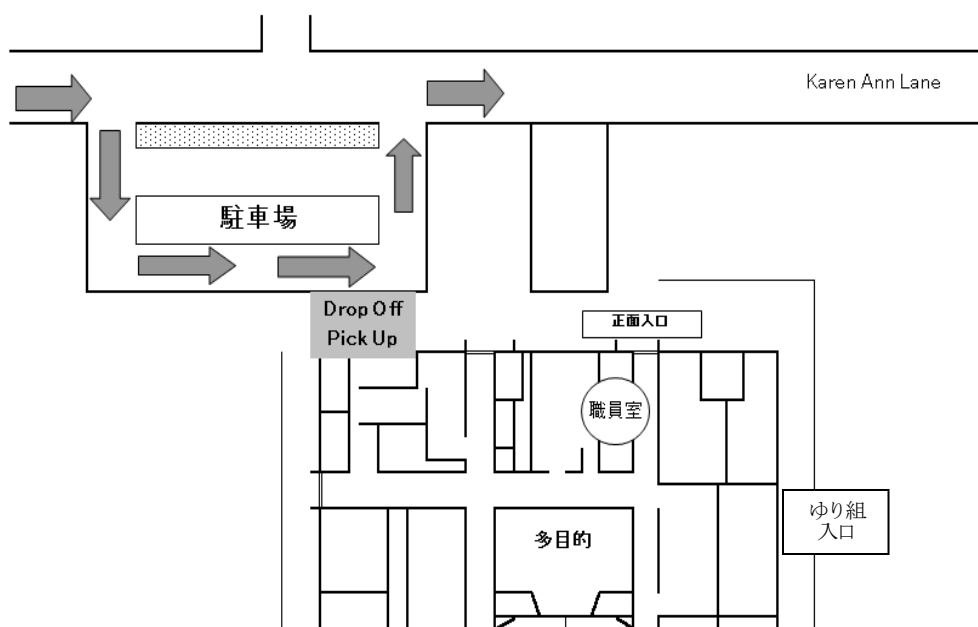 Karen Ann Lane
駐車場
Drop Off
Pick Up
正面入口
職員室
ゆり組
入口
多目的